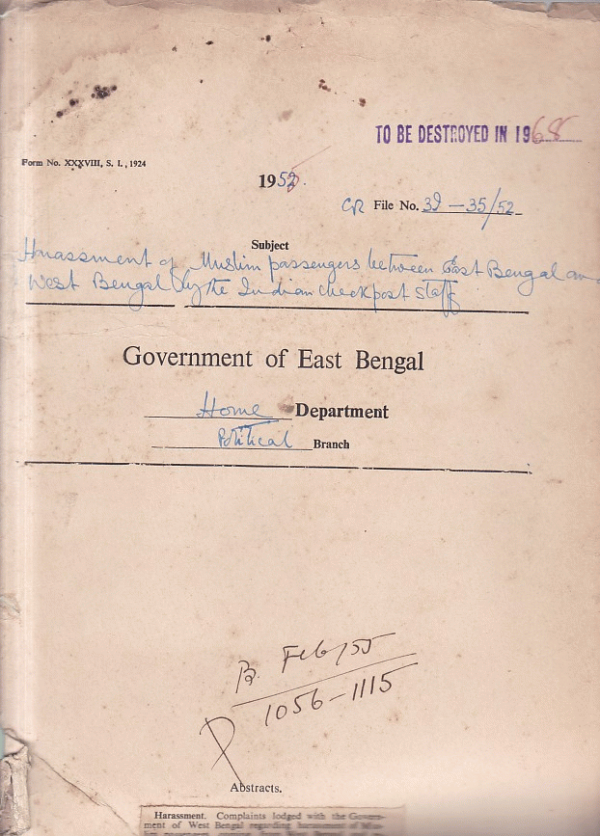 TO BE DESTROYED IN 1968
Form No. XXXVIII, S. I., 1924
1952.
CR File No. 3I—35/52
Subject
Harassment of Muslim passengers between East Bengal and
West Bengal by the Indian checkpost staff
Government of East Bengal
Home Department
Political Branch
B. Feb/55
1056-1115
Abstracts.
Harassment. Complaints lodged with the Govern-
ment of West Bengal regarding harassment of Mus-